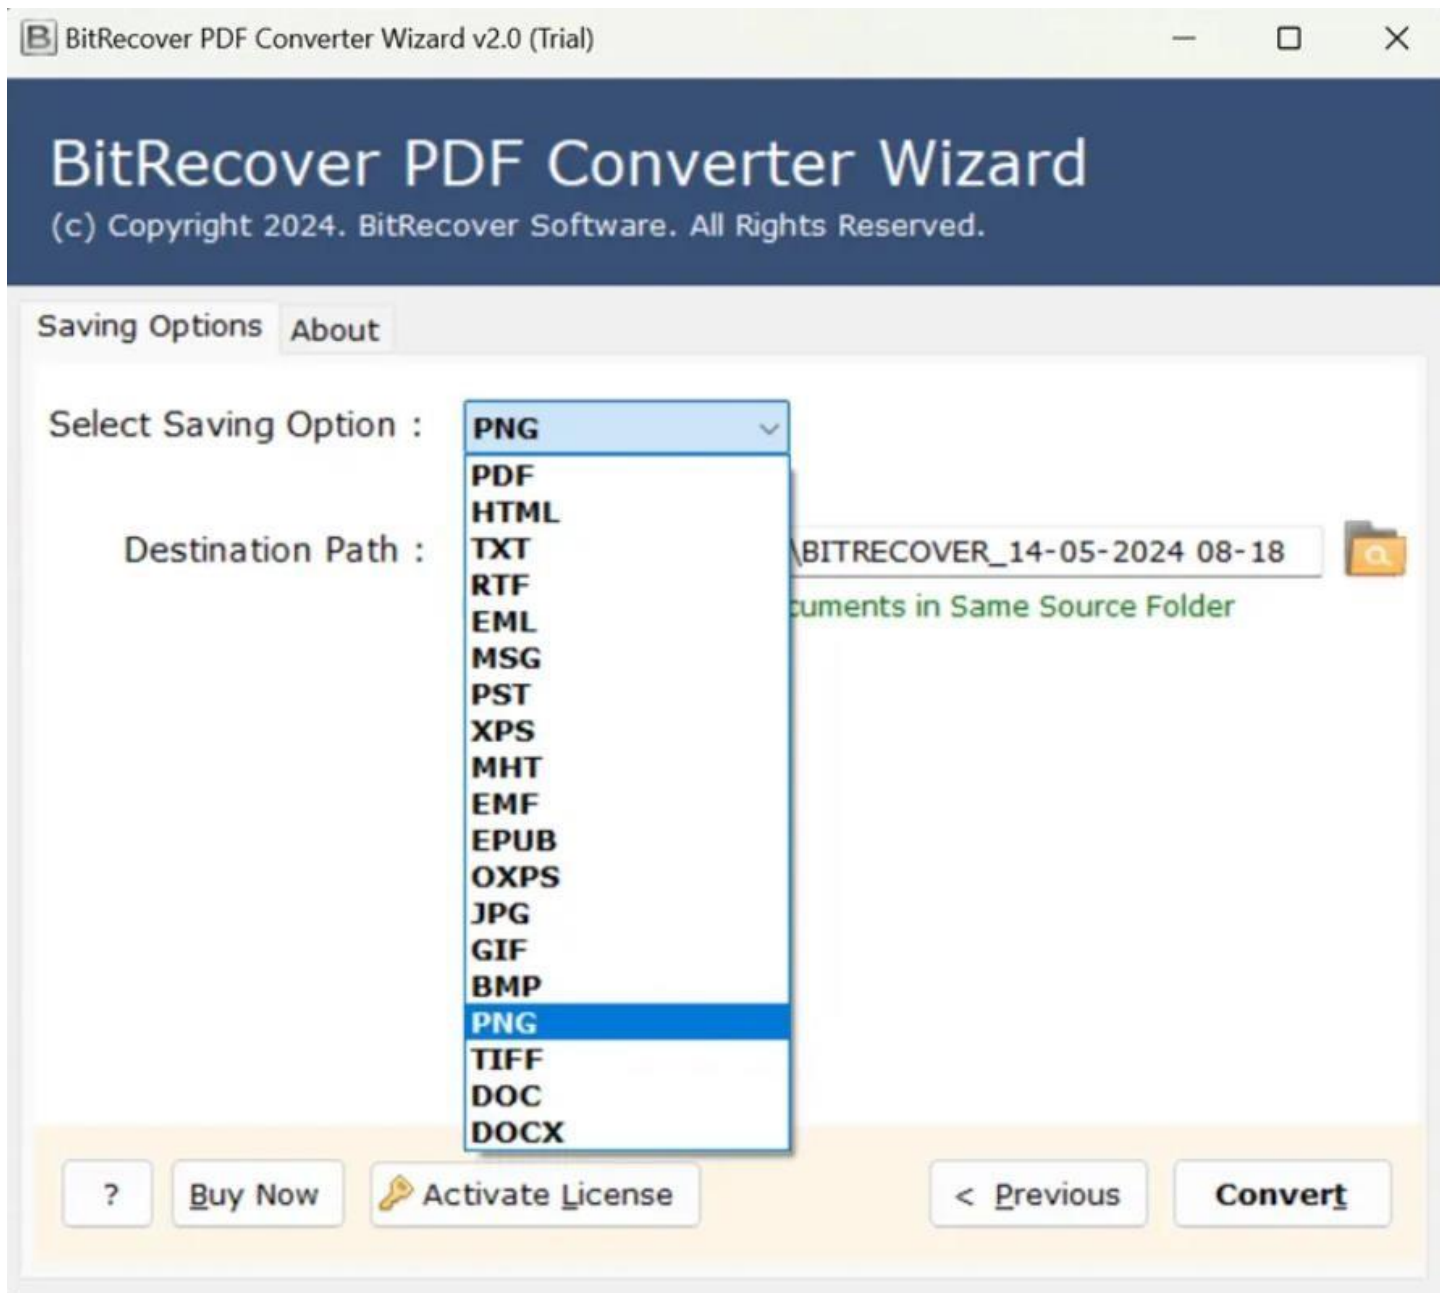 BitRecover PDF Converter Wizard v2.0 (Trial)
BitRecover PDF Converter Wizard
(c) Copyright 2024. BitRecover Software. All Rights Reserved.
Saving Options About
Select Saving Option : PNG
PDF
HTML
Destination Path : TXT \BITRECOVER_14-05-2024 08-18
RTF
EML in Same Source Folder
MSG
PST
XPS
MHT
EMF
EPUB
OXPS
JPG
GIF
BMP
PNG
TIFF
DOC
DOCX
? Buy Now Activate License < Previous Convert